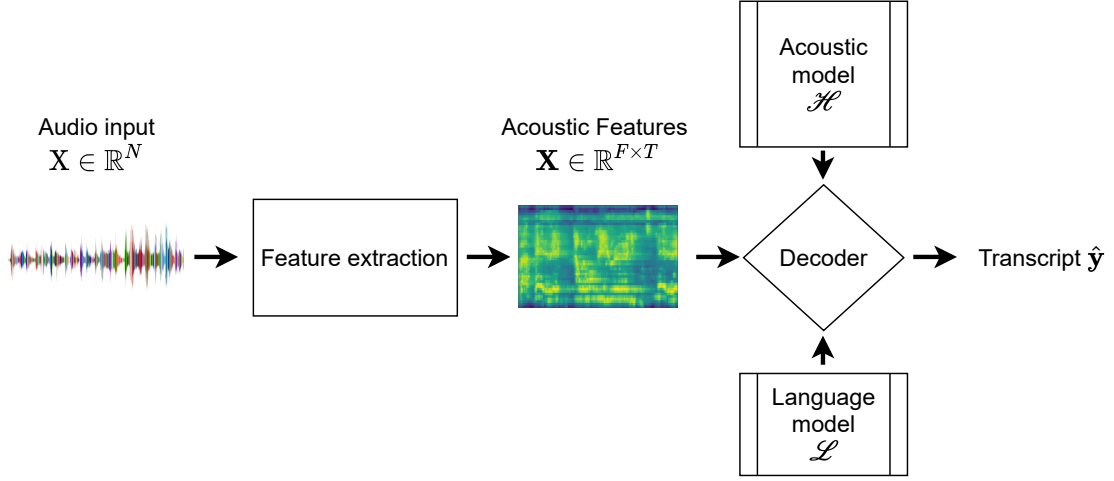 Audio input
X ∈ ℝ^N
Feature extraction
Acoustic Features
𝐗 ∈ ℝ^{F×T}
Acoustic
model
ℋ
Decoder
Language
model
ℒ
Transcript ŷ